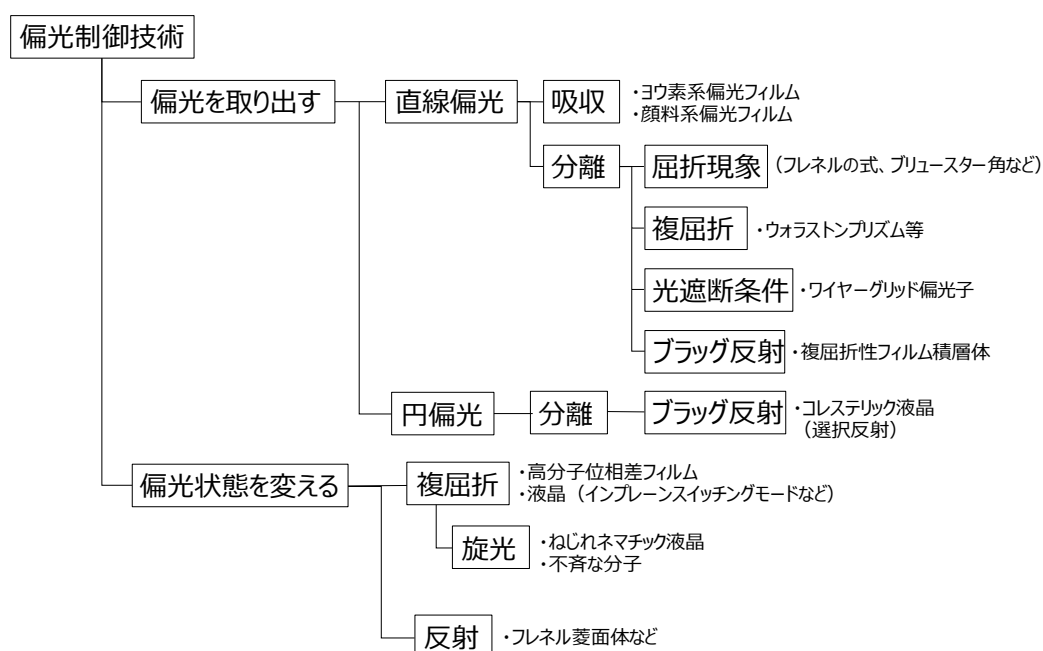 偏光制御技術
偏光を取り出す
直線偏光
吸収
・ヨウ素系偏光フィルム
・顔料系偏光フィルム
分離
屈折現象
(フレネルの式、ブリュースター角など)
複屈折
・ウォラストンプリズム等
光遮断条件
・ワイヤーグリッド偏光子
ブラッグ反射
・複屈折性フィルム積層体
円偏光
分離
ブラッグ反射
・コレステリック液晶
(選択反射)
偏光状態を変える
複屈折
・高分子位相差フィルム
・液晶 (インプレーンスイッチングモードなど)
旋光
・ねじれネマチック液晶
・不斉な分子
反射
・フレネル菱面体など